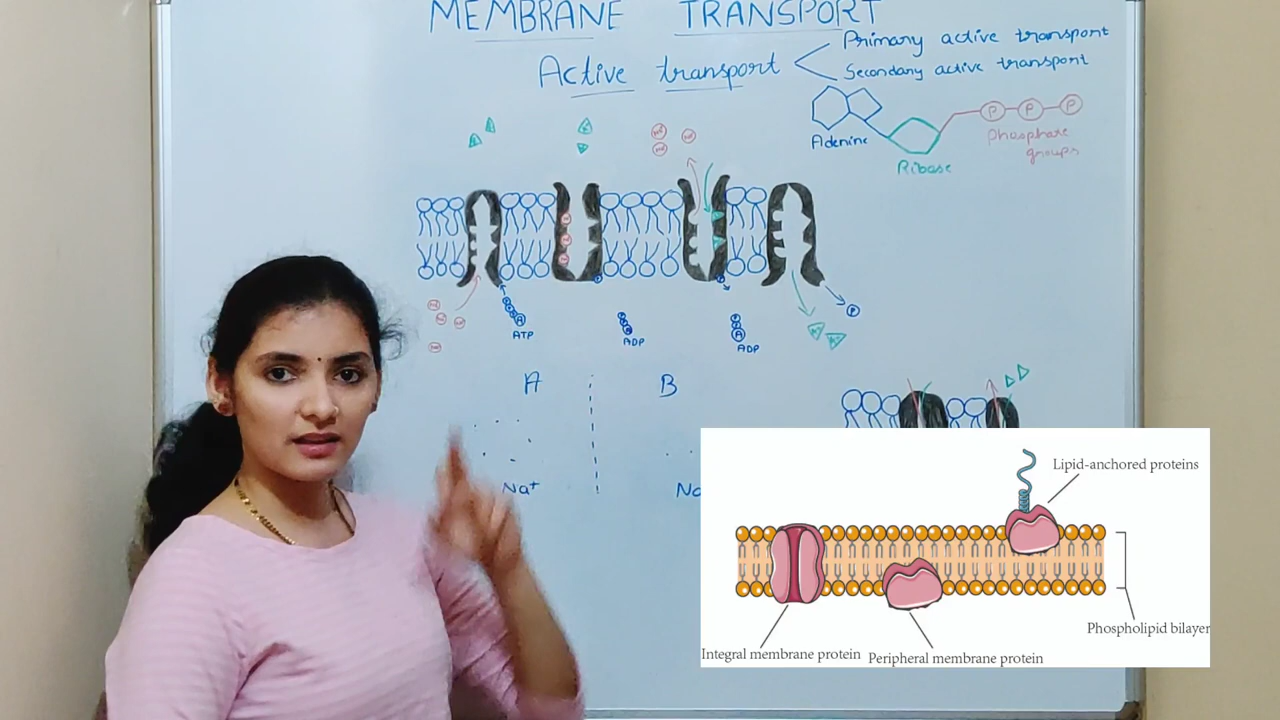 MEMBRANE TRANSPORT
Active transport
Primary active transport
Secondary active transport
Adenine
Ribase
P P P
Phosphate
groups
ATP
ADP
ADP
P
A B
Na+
Lipid-anchored proteins
Phospholipid bilayer
Integral membrane protein
Peripheral membrane protein